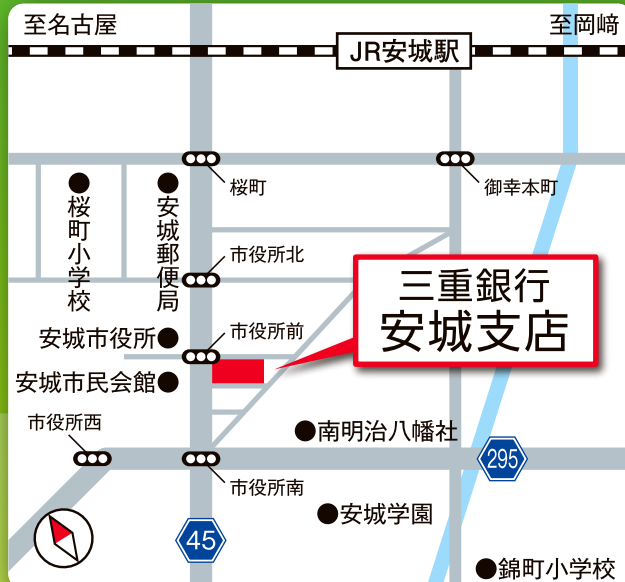 至名古屋
至岡﨑
JR安城駅
桜町
御幸本町
桜町小学校
安城郵便局
市役所北
三重銀行
安城支店
安城市役所
市役所前
安城市民会館
市役所西
南明治八幡社
295
市役所南
安城学園
45
錦町小学校